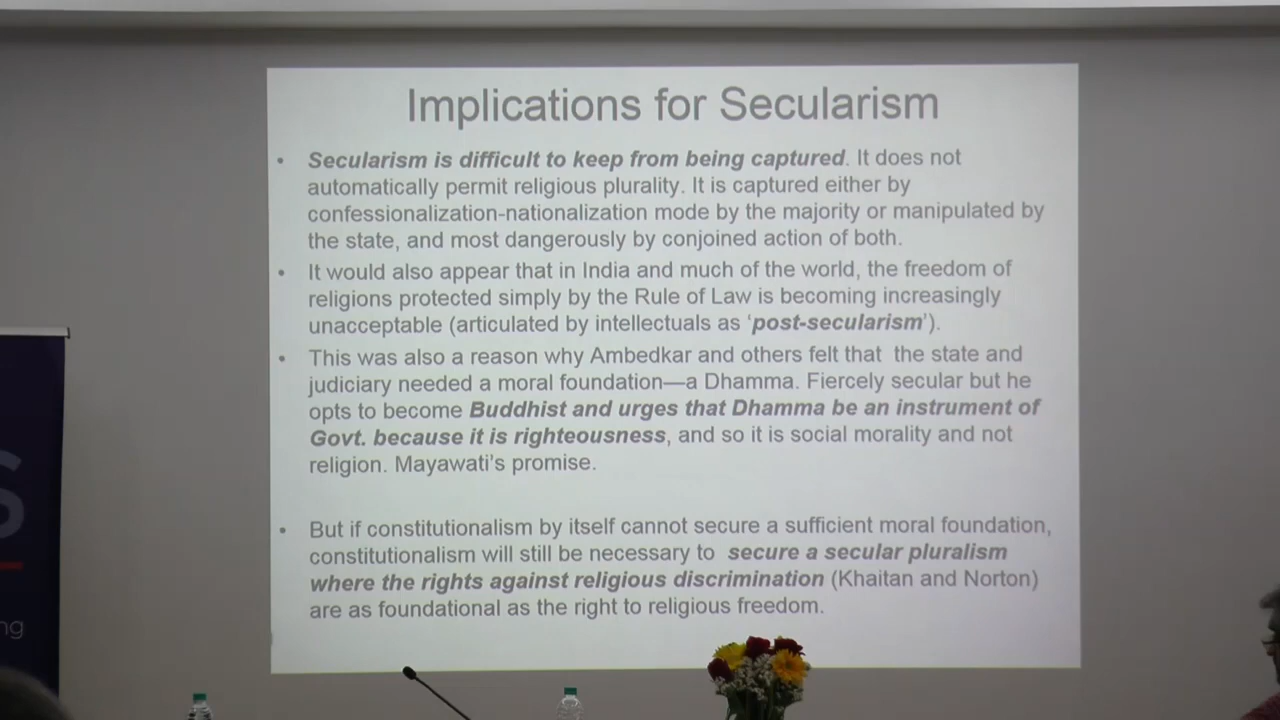 Implications for Secularism
• Secularism is difficult to keep from being captured. It does not
automatically permit religious plurality. It is captured either by
confessionalization-nationalization mode by the majority or manipulated by
the state, and most dangerously by conjoined action of both.
• It would also appear that in India and much of the world, the freedom of
religions protected simply by the Rule of Law is becoming increasingly
unacceptable (articulated by intellectuals as ‘post-secularism’).
• This was also a reason why Ambedkar and others felt that the state and
judiciary needed a moral foundation—a Dhamma. Fiercely secular but he
opts to become Buddhist and urges that Dhamma be an instrument of
Govt. because it is righteousness, and so it is social morality and not
religion. Mayawati's promise.
• But if constitutionalism by itself cannot secure a sufficient moral foundation,
constitutionalism will still be necessary to secure a secular pluralism
where the rights against religious discrimination (Khaitan and Norton)
are as foundational as the right to religious freedom.
S
ng